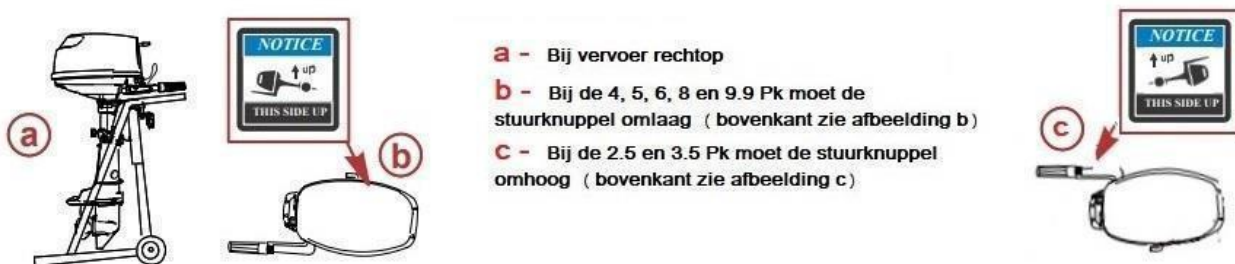 a
NOTICE
up
THIS SIDE UP
b
a - Bij vervoer rechtop
b - Bij de 4, 5, 6, 8 en 9.9 Pk moet de
stuurknuppel omlaag ( bovenkant zie afbeelding b)
c - Bij de 2.5 en 3.5 Pk moet de stuurknuppel
omhoog ( bovenkant zie afbeelding c)
NOTICE
up
THIS SIDE UP
c